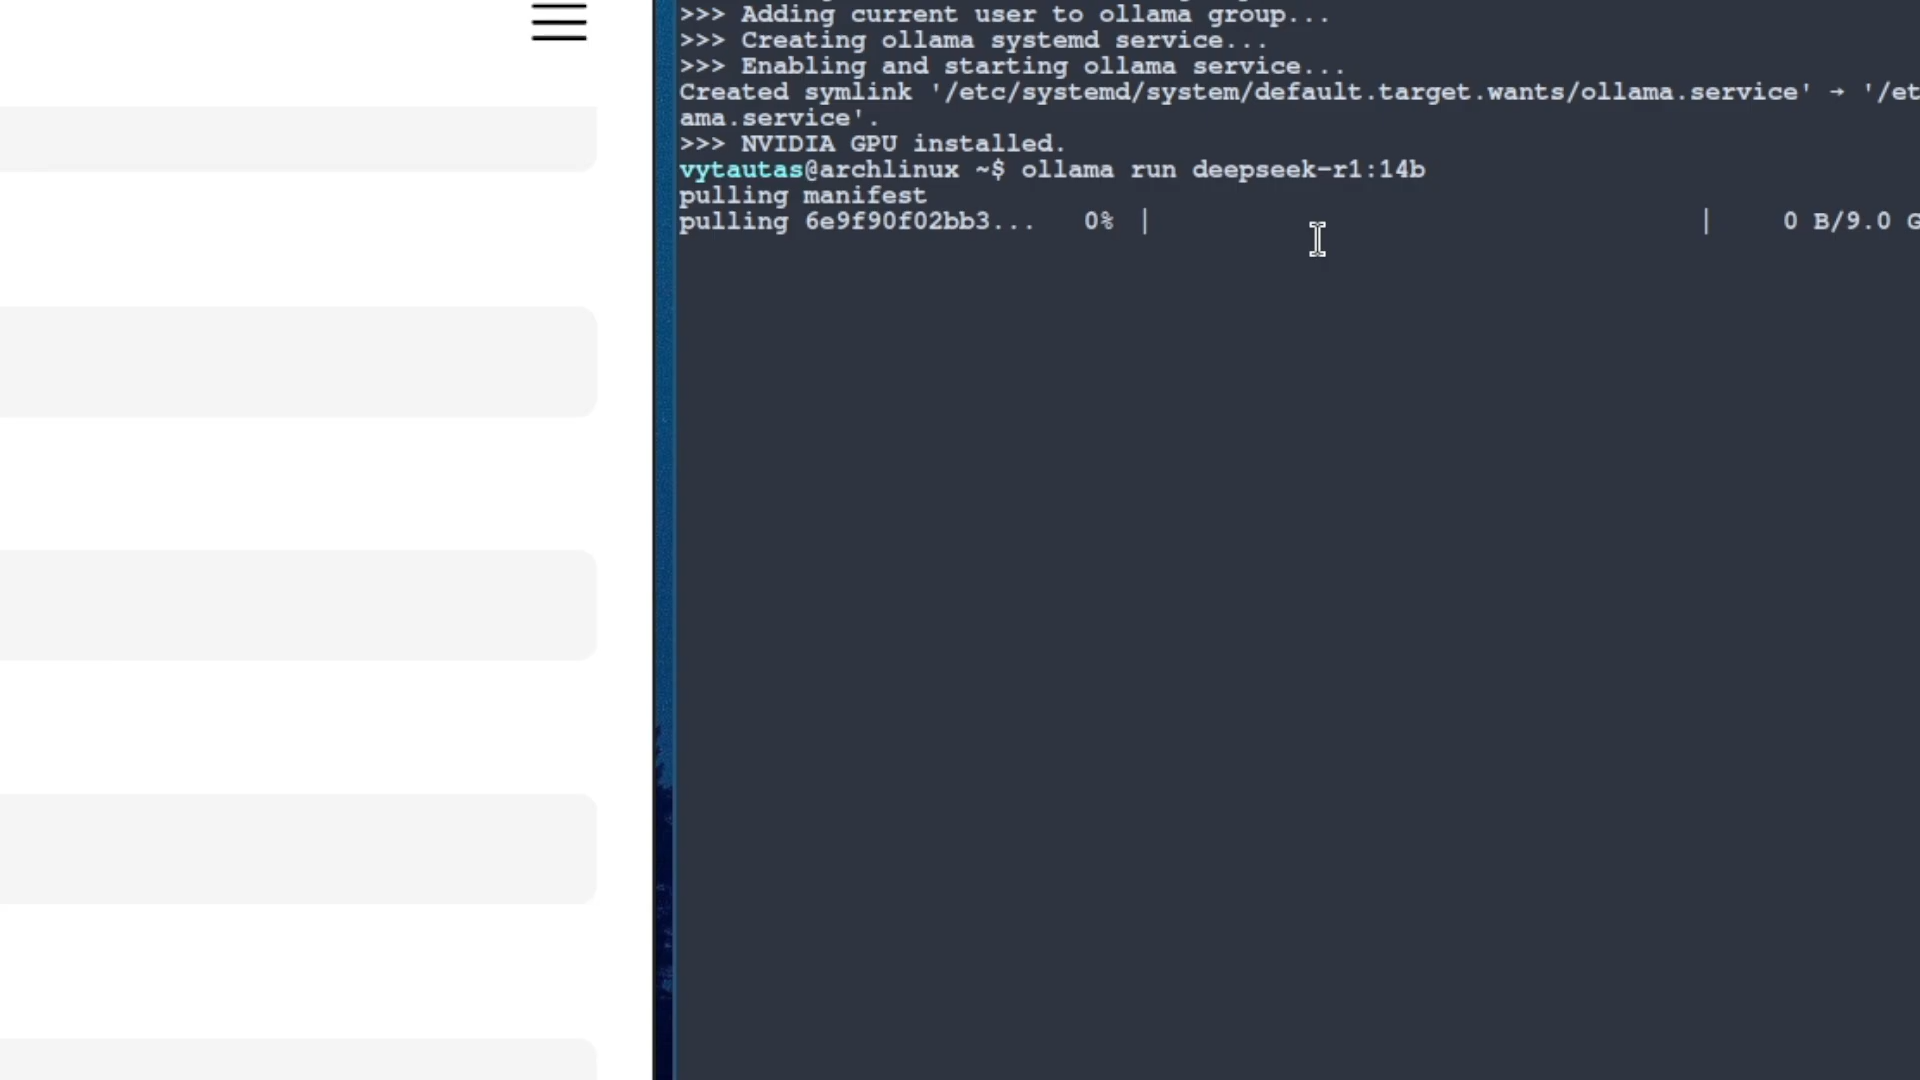 >>> Adding current user to ollama group...
>>> Creating ollama systemd service...
>>> Enabling and starting ollama service...
Created symlink '/etc/systemd/system/default.target.wants/ollama.service' → '/et
ama.service'.
>>> NVIDIA GPU installed.
vytautas@archlinux ~$ ollama run deepseek-r1:14b
pulling manifest
pulling 6e9f90f02bb3... 0% | | 0 B/9.0 G